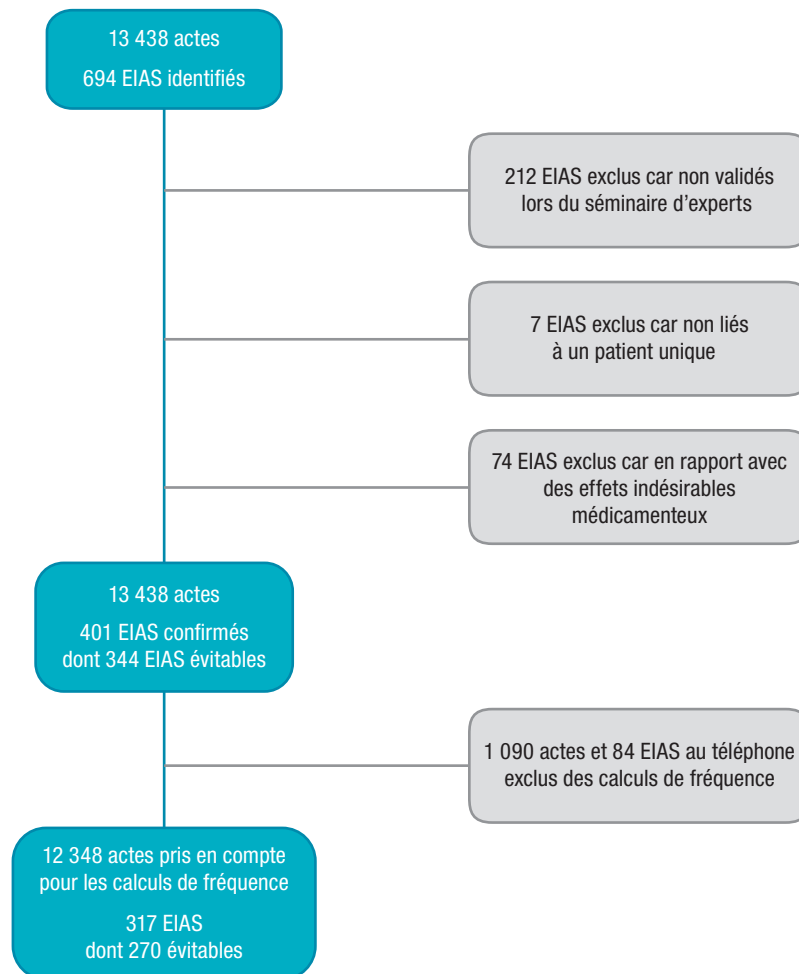 13 438 actes
694 EIAS identifiés
212 EIAS exclus car non validés
lors du séminaire d’experts
7 EIAS exclus car non liés
à un patient unique
74 EIAS exclus car en rapport avec
des effets indésirables
médicamenteux
13 438 actes
401 EIAS confirmés
dont 344 EIAS évitables
1 090 actes et 84 EIAS au téléphone
exclus des calculs de fréquence
12 348 actes pris en compte
pour les calculs de fréquence
317 EIAS
dont 270 évitables